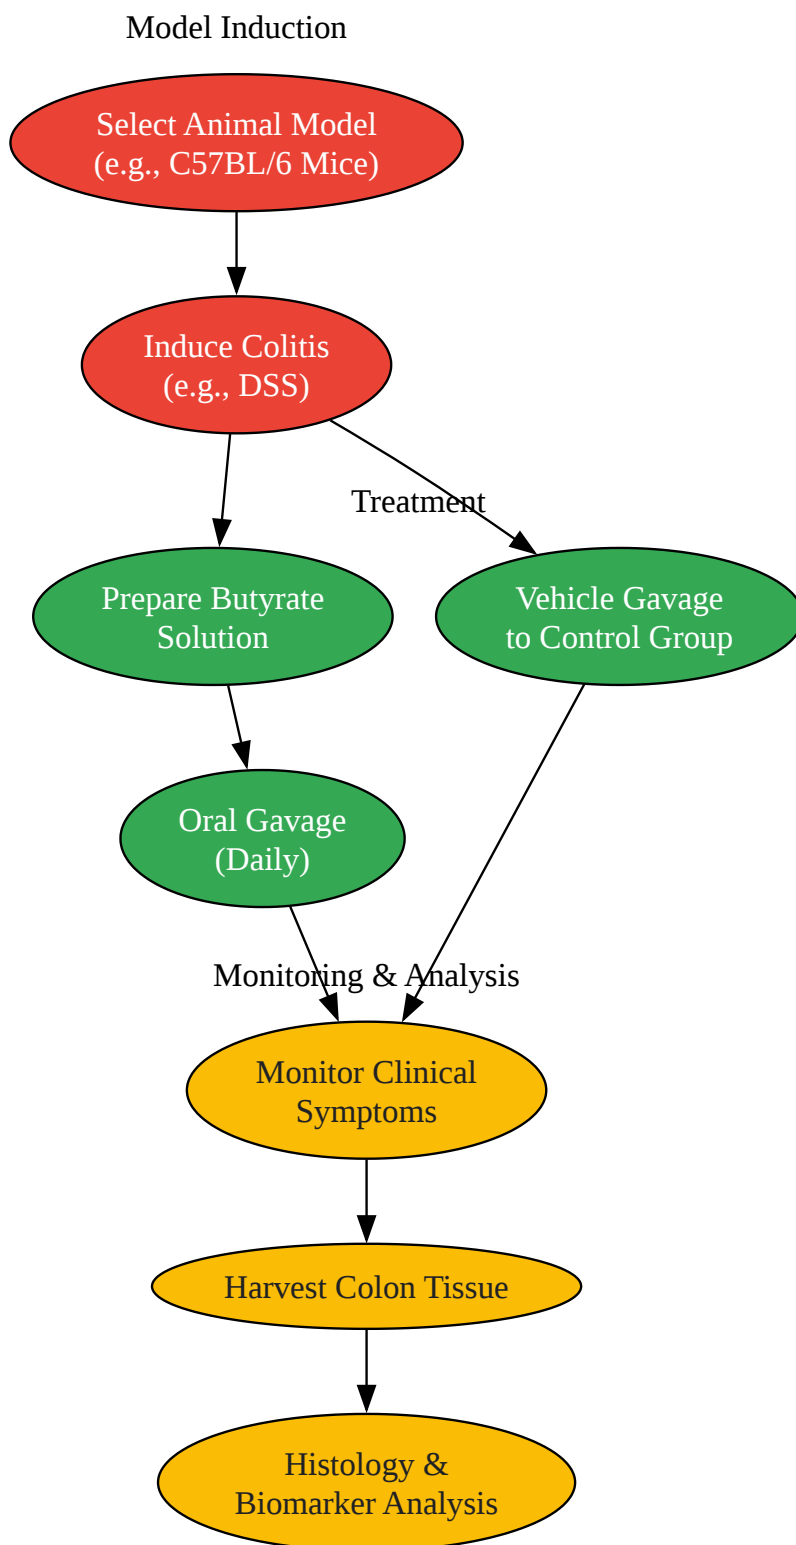 Model Induction
Select Animal Model
(e.g., C57BL/6 Mice)
Induce Colitis
(e.g., DSS)
Treatment
Prepare Butyrate
Solution
Vehicle Gavage
to Control Group
Oral Gavage
(Daily)
Monitoring & Analysis
Monitor Clinical
Symptoms
Harvest Colon Tissue
Histology &
Biomarker Analysis